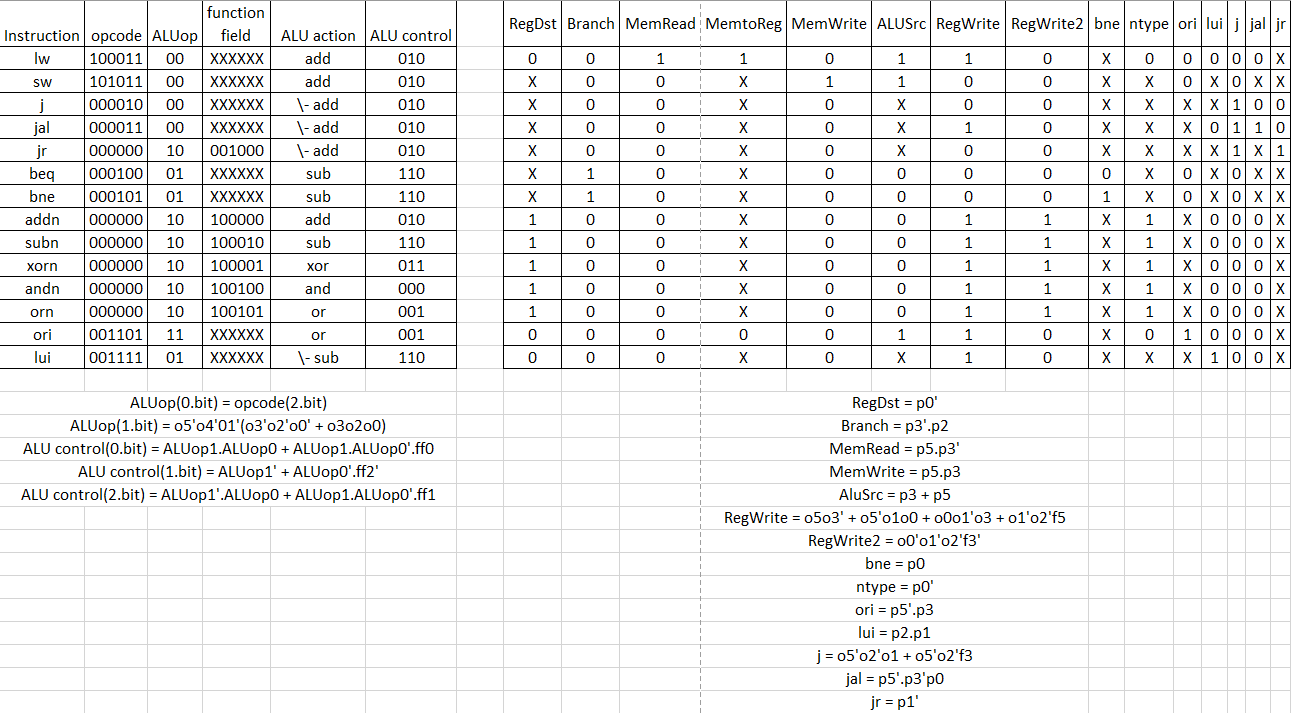 Instruction opcode ALUop function field ALU action ALU control RegDst Branch MemRead MemtoReg MemWrite ALUSrc RegWrite RegWrite2 bne ntype ori lui j jal jr
lw 100011 00 XXXXXX add 010 0 0 1 1 0 1 1 0 X 0 0 0 0 0 X
sw 101011 00 XXXXXX add 010 X 0 0 X 1 1 0 0 X X 0 X 0 X X
j 000010 00 XXXXXX \- add 010 X 0 0 X 0 X 0 0 X X X X 1 0 0
jal 000011 00 XXXXXX \- add 010 X 0 0 X 0 X 1 0 X X X 0 1 1 0
jr 000000 10 001000 \- add 010 X 0 0 X 0 X 0 0 X X X X 1 X 1
beq 000100 01 XXXXXX sub 110 X 1 0 X 0 0 0 0 0 X 0 X 0 X X
bne 000101 01 XXXXXX sub 110 X 1 0 X 0 0 0 0 1 X 0 X 0 X X
addn 000000 10 100000 add 010 1 0 0 X 0 0 1 1 X 1 X 0 0 0 X
subn 000000 10 100010 sub 110 1 0 0 X 0 0 1 1 X 1 X 0 0 0 X
xorn 000000 10 100001 xor 011 1 0 0 X 0 0 1 1 X 1 X 0 0 0 X
andn 000000 10 100100 and 000 1 0 0 X 0 0 1 1 X 1 X 0 0 0 X
orn 000000 10 100101 or 001 1 0 0 X 0 0 1 1 X 1 X 0 0 0 X
ori 001101 11 XXXXXX or 001 0 0 0 0 0 1 1 0 X 0 1 0 0 0 X
lui 001111 01 XXXXXX \- sub 110 0 0 0 X 0 X 1 0 X X X 1 0 0 X
ALUop(0.bit) = opcode(2.bit)
ALUop(1.bit) = o5'o4'01'(o3'o2'o0' + o3o2o0)
ALU control(0.bit) = ALUop1.ALUop0 + ALUop1.ALUop0'.ff0
ALU control(1.bit) = ALUop1' + ALUop0'.ff2'
ALU control(2.bit) = ALUop1'.ALUop0 + ALUop1.ALUop0'.ff1
RegDst = p0'
Branch = p3'.p2
MemRead = p5.p3'
MemWrite = p5.p3
AluSrc = p3 + p5
RegWrite = o5o3' + o5'o1o0 + o0o1'o3 + o1'o2'f5
RegWrite2 = o0'o1'o2'f3'
bne = p0
ntype = p0'
ori = p5'.p3
lui = p2.p1
j = o5'o2'o1 + o5'o2'f3
jal = p5'.p3'p0
jr = p1'